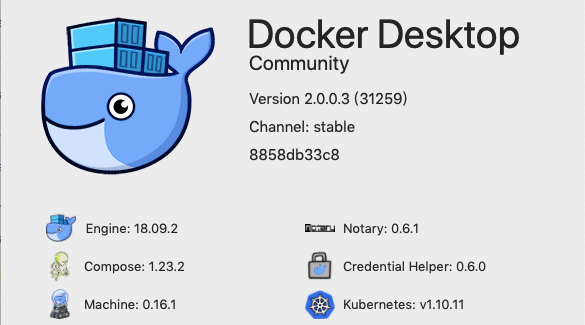 Docker Desktop
Community
Version 2.0.0.3 (31259)
Channel: stable
8858db33c8
Engine: 18.09.2
Notary: 0.6.1
Compose: 1.23.2
Credential Helper: 0.6.0
Machine: 0.16.1
Kubernetes: v1.10.11